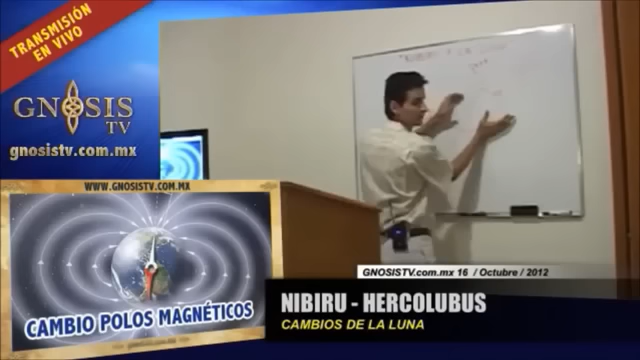 TRANSMISIÓN
EN VIVO
GNOSIS
TV
gnosistv.com.mx
WWW.GNOSISTV.COM.MX
CAMBIO POLOS MAGNÉTICOS
GNOSISTV.com.mx 16 / Octubre / 2012
NIBIRU - HERCOLUBUS
CAMBIOS DE LA LUNA